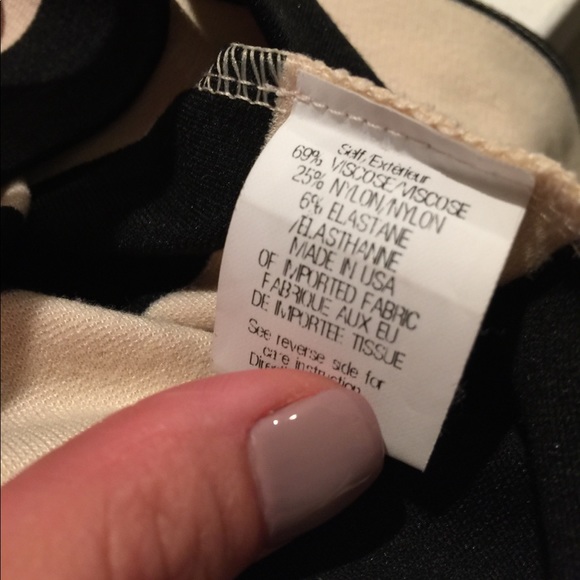 Self, Extérieur
69% VISCOSE/VISCOSE
25% NYLON/NYLON
6% ELASTANE
/ELASTHANNE
MADE IN USA
OF IMPORTED FABRIC
FABRIQUE AUX EU
DE IMPORTEE TISSUE
See reverse side for
care instruction